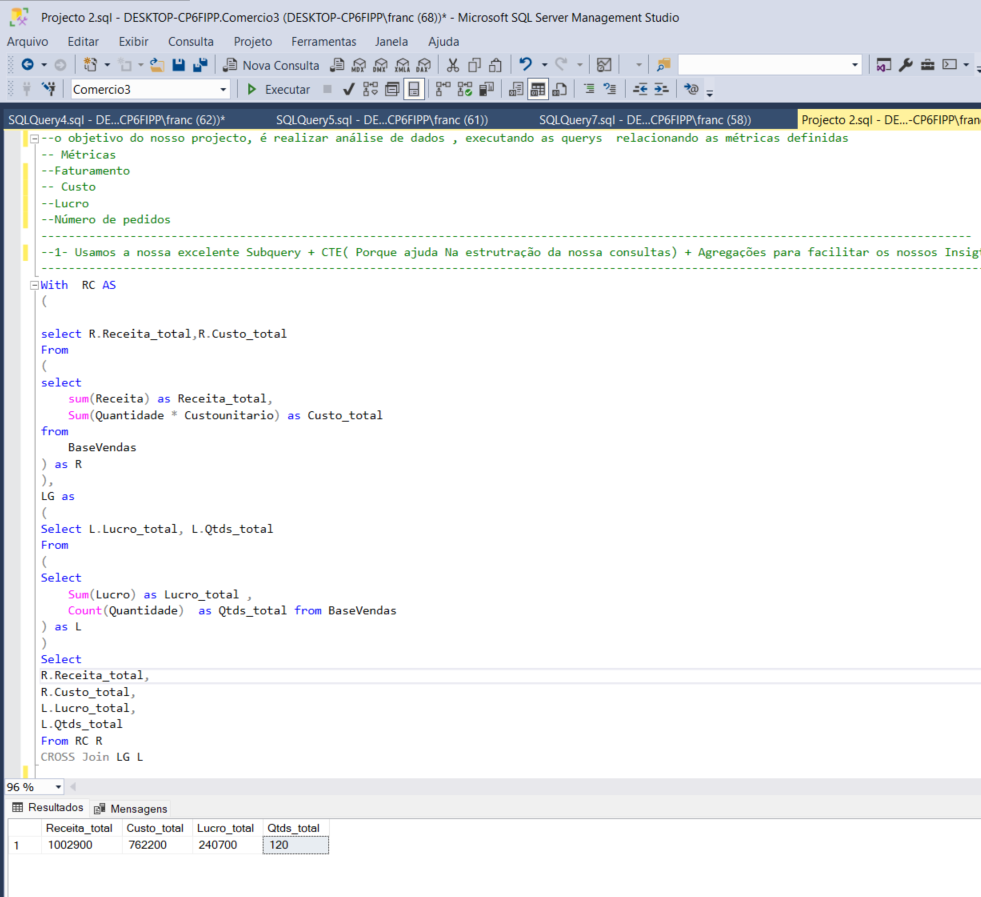 Projecto 2.sql - DESKTOP-CP6FIPP.Comercio3 (DESKTOP-CP6FIPP\franc (68))* - Microsoft SQL Server Management Studio
Arquivo Editar Exibir Consulta Projeto Ferramentas Janela Ajuda
Nova Consulta MDX DMX XMLA DAX
Comercio3 Executar
SQLQuery4.sql - DE...CP6FIPP\franc (62))* SQLQuery5.sql - DE...CP6FIPP\franc (61)) SQLQuery7.sql - DE...CP6FIPP\franc (58)) Projecto 2.sql - DE...-CP6FIPP\fran
--o objetivo do nosso projecto, é realizar análise de dados , executando as querys  relacionando as métricas definidas
-- Métricas
--Faturamento
-- Custo
--Lucro
--Número de pedidos
--1- Usamos a nossa excelente Subquery + CTE( Porque ajuda Na estrutração da nossa consultas) + Agregações para facilitar os nossos Insig
With  RC AS
(
select R.Receita_total,R.Custo_total
From
(
select
sum(Receita) as Receita_total,
Sum(Quantidade * Custounitario) as Custo_total
from
BaseVendas
) as R
),
LG as
(
Select L.Lucro_total, L.Qtds_total
From
(
Select
Sum(Lucro) as Lucro_total ,
Count(Quantidade)  as Qtds_total from BaseVendas
) as L
)
Select
R.Receita_total,
R.Custo_total,
L.Lucro_total,
L.Qtds_total
From RC R
CROSS Join LG L
96 %
Resultados Mensagens
Receita_total Custo_total Lucro_total Qtds_total
1 1002900 762200 240700 120